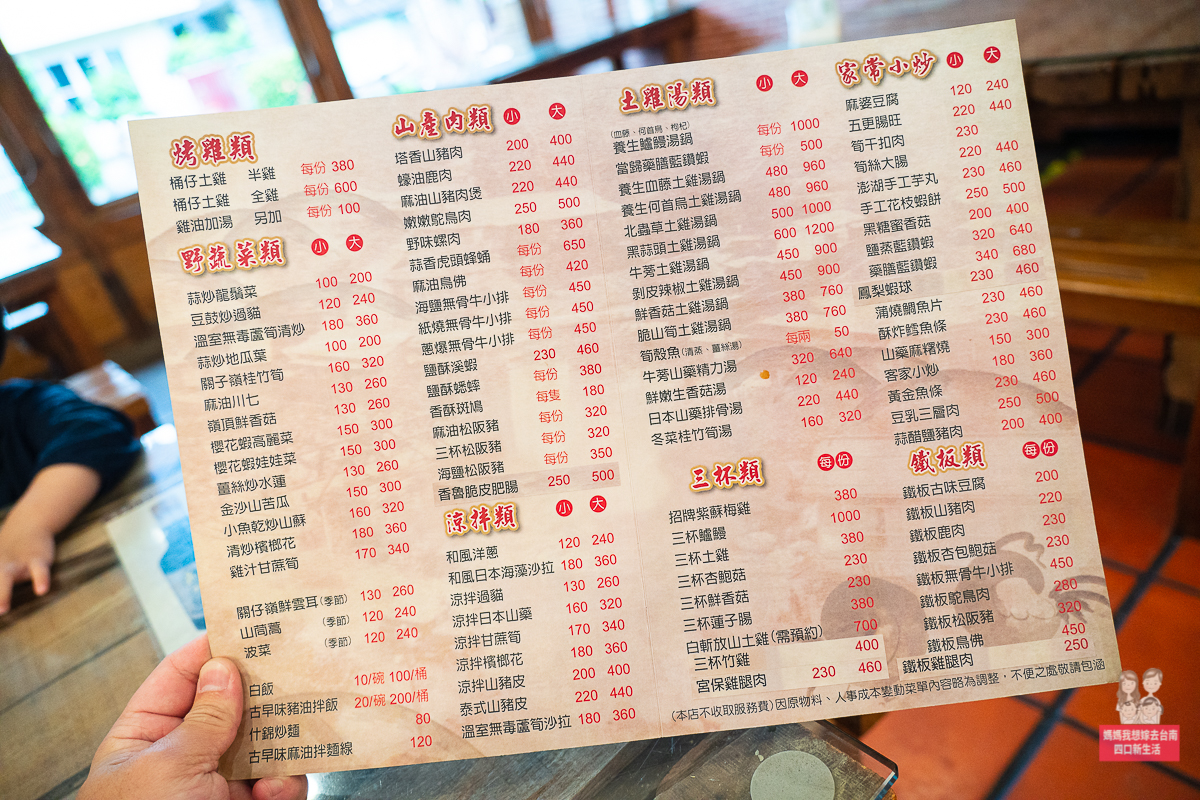 烤雞類
桶仔土雞 半雞 每份 380
桶仔土雞 全雞 每份 600
雞油加湯 另加 每份 100
野蔬菜類 小 大
蒜炒龍鬚菜 100 200
豆鼓炒過貓 120 240
溫室無毒蘆筍清炒 180 360
蒜炒地瓜葉 100 200
關子嶺桂竹筍 160 320
麻油川七 130 260
嶺頂鮮香菇 130 260
櫻花蝦高麗菜 150 300
櫻花蝦娃娃菜 150 300
薑絲炒水蓮 130 260
金沙山苦瓜 150 300
小魚乾炒山蘇 160 320
清炒檳榔花 180 360
雞汁甘蔗筍 170 340
關仔嶺鮮雲耳(季節) 130 260
山茼蒿 (季節) 120 240
波菜 (季節) 120 240
白飯 10/碗 100/桶
古早味豬油拌飯 20/碗 200/桶
什錦炒麵 80
古早味麻油拌麵線 120
山產肉類 小 大
塔香山豬肉 200 400
蠔油鹿肉 220 440
麻油山豬肉煲 220 440
嫩嫩鴕鳥肉 250 500
野味螺肉 180 360
蒜香虎頭蜂蛹 每份 650
麻油鳥佛 每份 420
海鹽無骨牛小排 每份 450
紙燒無骨牛小排 每份 450
蔥爆無骨牛小排 每份 450
鹽酥溪蝦 230 460
鹽酥蟋蟀 每份 380
香酥斑鳩 每隻 180
麻油松阪豬 每份 320
三杯松阪豬 每份 320
海鹽松阪豬 每份 350
香魯脆皮肥腸 250 500
涼拌類 小 大
和風洋蔥 120 240
和風日本海藻沙拉 180 360
涼拌過貓 130 260
涼拌日本山藥 160 320
涼拌甘蔗筍 170 340
涼拌檳榔花 180 360
涼拌山豬皮 200 400
泰式山豬皮 220 440
溫室無毒蘆筍沙拉 180 360
土雞湯類 小 大
(血藤、何首烏、枸杞)
養生鱸鰻湯鍋 每份 1000
當歸藥膳藍鑽蝦 每份 500
養生血藤土雞湯鍋 480 960
養生何首烏土雞湯鍋 480 960
北蟲草土雞湯鍋 500 1000
黑蒜頭土雞湯鍋 600 1200
牛蒡土雞湯鍋 450 900
剝皮辣椒土雞湯鍋 450 900
鮮香菇土雞湯鍋 380 760
脆山筍土雞湯鍋 380 760
筍殼魚(清蒸、薑絲湯) 每兩 50
牛蒡山藥精力湯 320 640
鮮嫩生香菇湯 120 240
日本山藥排骨湯 220 440
冬菜桂竹筍湯 160 320
三杯類 每份
招牌紫蘇梅雞 380
三杯鱸鰻 1000
三杯土雞 380
三杯杏鮑菇 230
三杯鮮香菇 230
三杯蓮子腸 380
白斬放山土雞(需預約) 700
三杯竹雞 400
宮保雞腿肉 230 460
家常小炒 小 大
麻婆豆腐 120 240
五更腸旺 220 440
筍干扣肉 230
筍絲大腸 220 440
澎湖手工芋丸 230 460
手工花枝蝦餅 250 500
黑糖蜜香菇 200 400
鹽蒸藍鑽蝦 320 640
藥膳藍鑽蝦 340 680
鳳梨蝦球 230 460
蒲燒鯛魚片 230 460
酥炸鱈魚條 230 460
山藥麻糬燒 150 300
客家小炒 180 360
黃金魚條 230 460
豆乳三層肉 250 500
蒜醋鹽豬肉 200 400
鐵板類 每份
鐵板古味豆腐 200
鐵板山豬肉 220
鐵板鹿肉 230
鐵板杏包鮑菇 230
鐵板無骨牛小排 450
鐵板鴕鳥肉 280
鐵板松阪豬 320
鐵板鳥佛 450
鐵板雞腿肉 250
(本店不收取服務費)因原物料、人事成本變動菜單內容略為調整,不便之處敬請包涵
媽媽我想嫁去台南
四口新生活